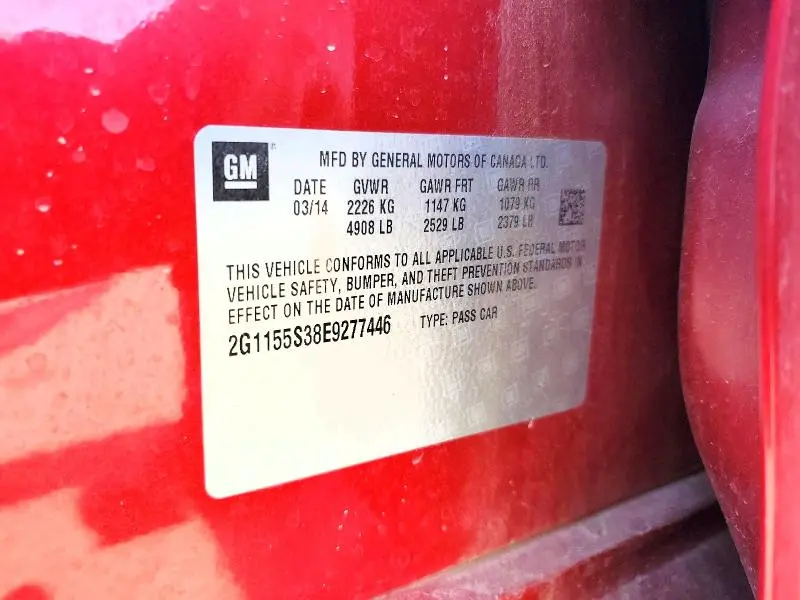 GM
MFD BY GENERAL MOTORS OF CANADA LTD.
DATE GVWR GAWR FRT GAWR RR
03/14 2226 KG 1147 KG 1079 KG
4908 LB 2529 LB 2379 LB
THIS VEHICLE CONFORMS TO ALL APPLICABLE U.S. FEDERAL MOTOR
VEHICLE SAFETY, BUMPER, AND THEFT PREVENTION STANDARDS IN
EFFECT ON THE DATE OF MANUFACTURE SHOWN ABOVE.
2G1155S38E9277446 TYPE: PASS CAR